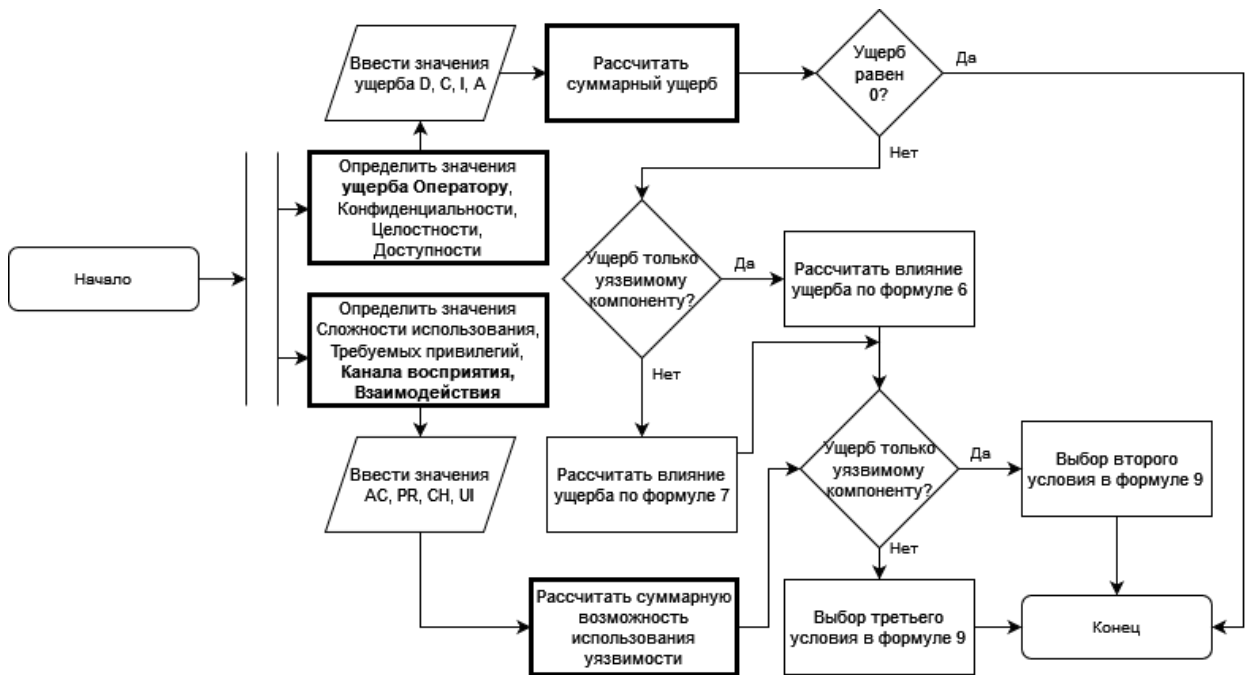 Начало
Определить значения
ущерба Оператору,
Конфиденциальности,
Целостности,
Доступности
Ввести значения
ущерба D, C, I, A
Рассчитать
суммарный ущерб
Ущерб
равен
0?
Да
Нет
Ущерб только
уязвимому
компоненту?
Да
Рассчитать влияние
ущерба по формуле 6
Нет
Рассчитать влияние
ущерба по формуле 7
Определить значения
Сложности использования,
Требуемых привилегий,
Канала восприятия,
Взаимодействия
Ввести значения
AC, PR, CH, UI
Рассчитать суммарную
возможность
использования
уязвимости
Ущерб только
уязвимому
компоненту?
Да
Выбор второго
условия в формуле 9
Нет
Выбор третьего
условия в формуле 9
Конец